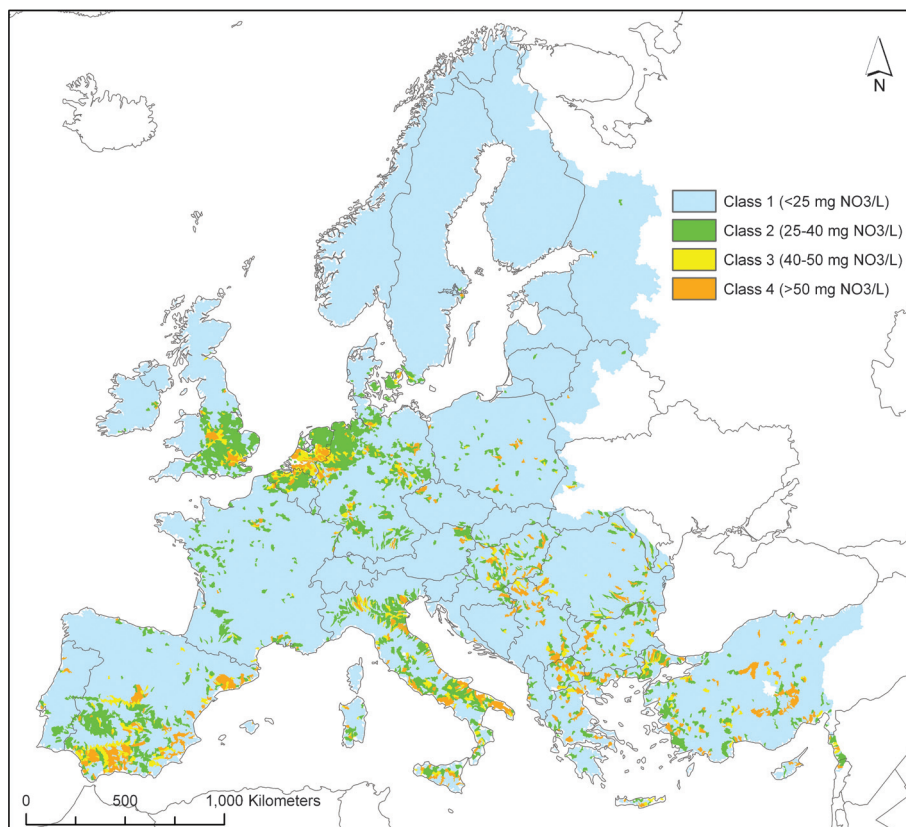 N
Class 1 (<25 mg NO3/L)
Class 2 (25-40 mg NO3/L)
Class 3 (40-50 mg NO3/L)
Class 4 (>50 mg NO3/L)
0 500 1,000 Kilometers